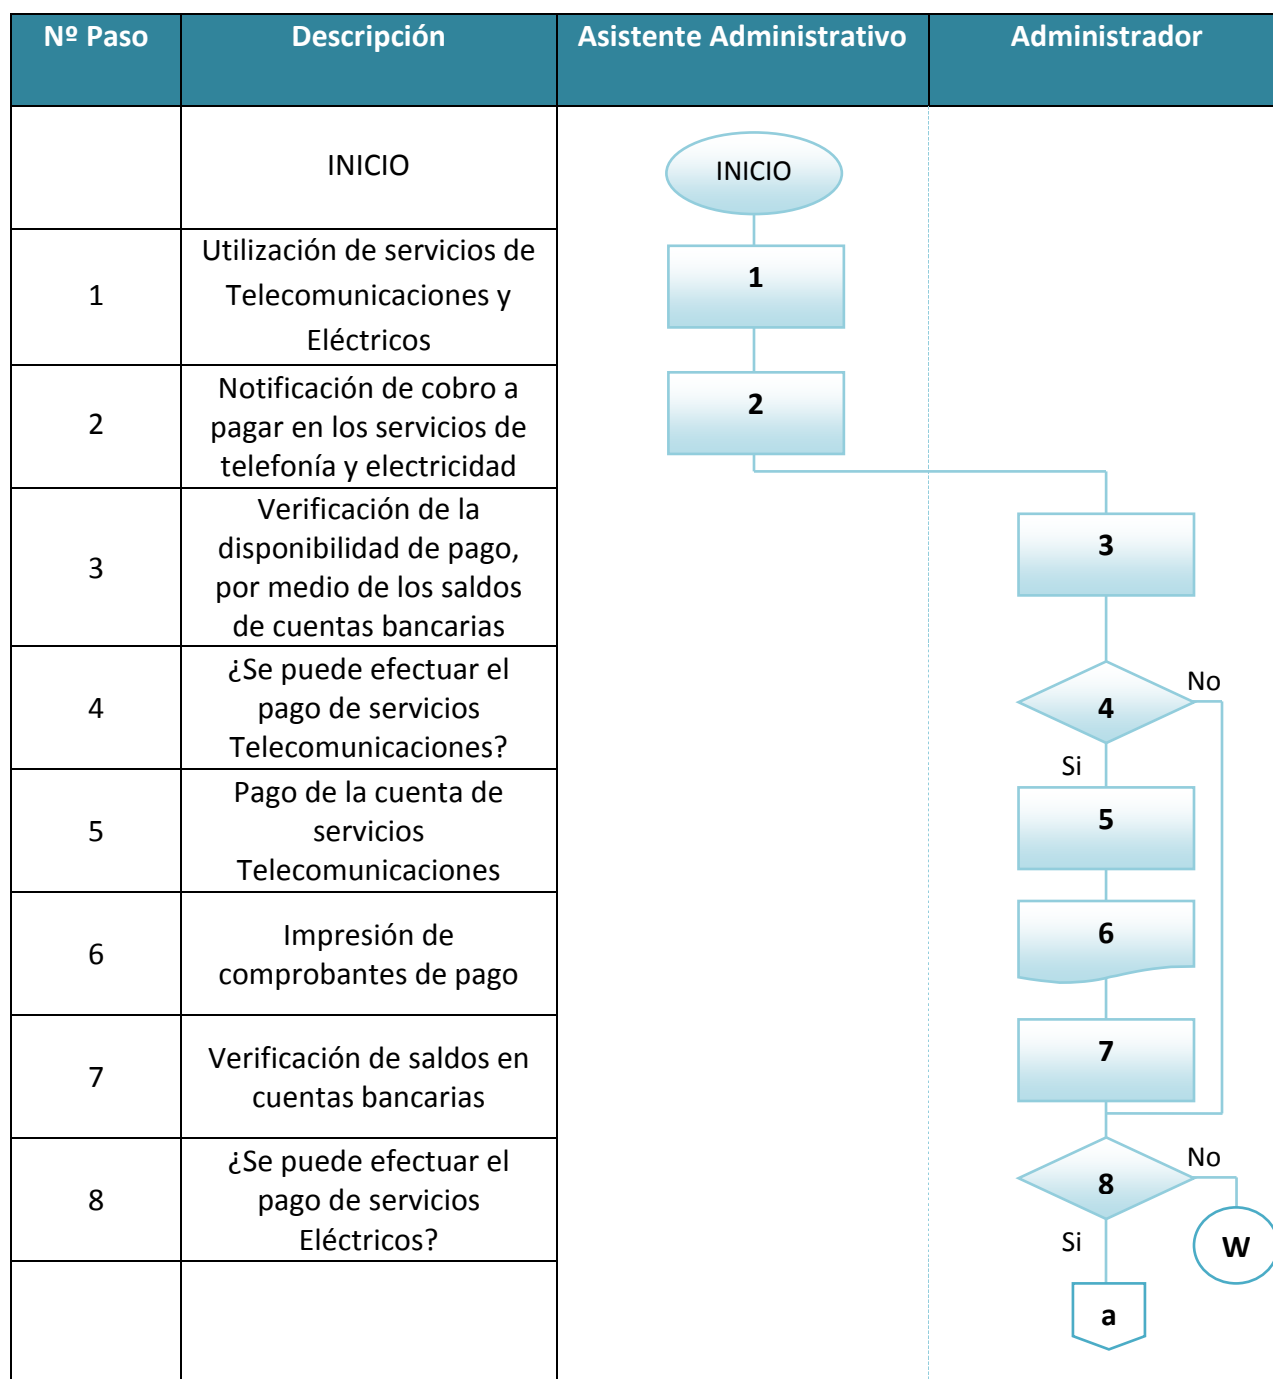 Nº Paso
Descripción
Asistente Administrativo
Administrador
INICIO
INICIO
1
Utilización de servicios de
Telecomunicaciones y
Eléctricos
1
2
Notificación de cobro a
pagar en los servicios de
telefonía y electricidad
2
3
Verificación de la
disponibilidad de pago,
por medio de los saldos
de cuentas bancarias
3
4
¿Se puede efectuar el
pago de servicios
Telecomunicaciones?
4
No
Si
5
Pago de la cuenta de
servicios
Telecomunicaciones
5
6
Impresión de
comprobantes de pago
6
7
Verificación de saldos en
cuentas bancarias
7
8
¿Se puede efectuar el
pago de servicios
Eléctricos?
8
No
Si
W
a